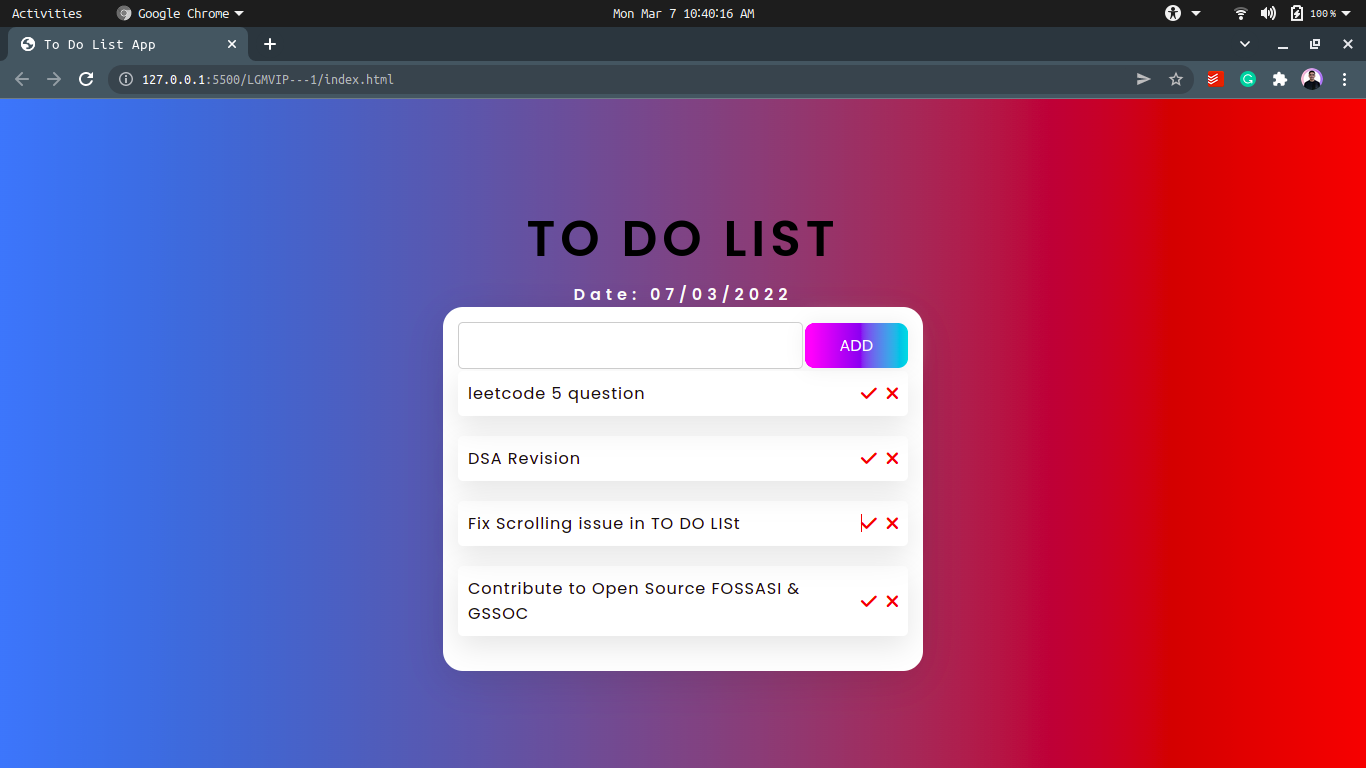 Activities Google Chrome Mon Mar 7 10:40:16 AM 100%
To Do List App
127.0.0.1:5500/LGMVIP---1/index.html
TO DO LIST
Date: 07/03/2022
ADD
leetcode 5 question
DSA Revision
Fix Scrolling issue in TO DO LISt
Contribute to Open Source FOSSASI &
GSSOC